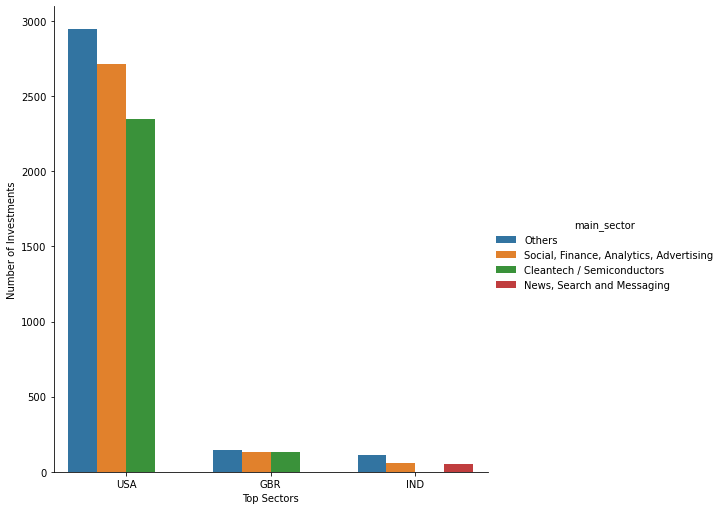 3000
2500
2000
1500
1000
500
0
Number of Investments
USA
GBR
IND
Top Sectors
main_sector
Others
Social, Finance, Analytics, Advertising
Cleantech / Semiconductors
News, Search and Messaging